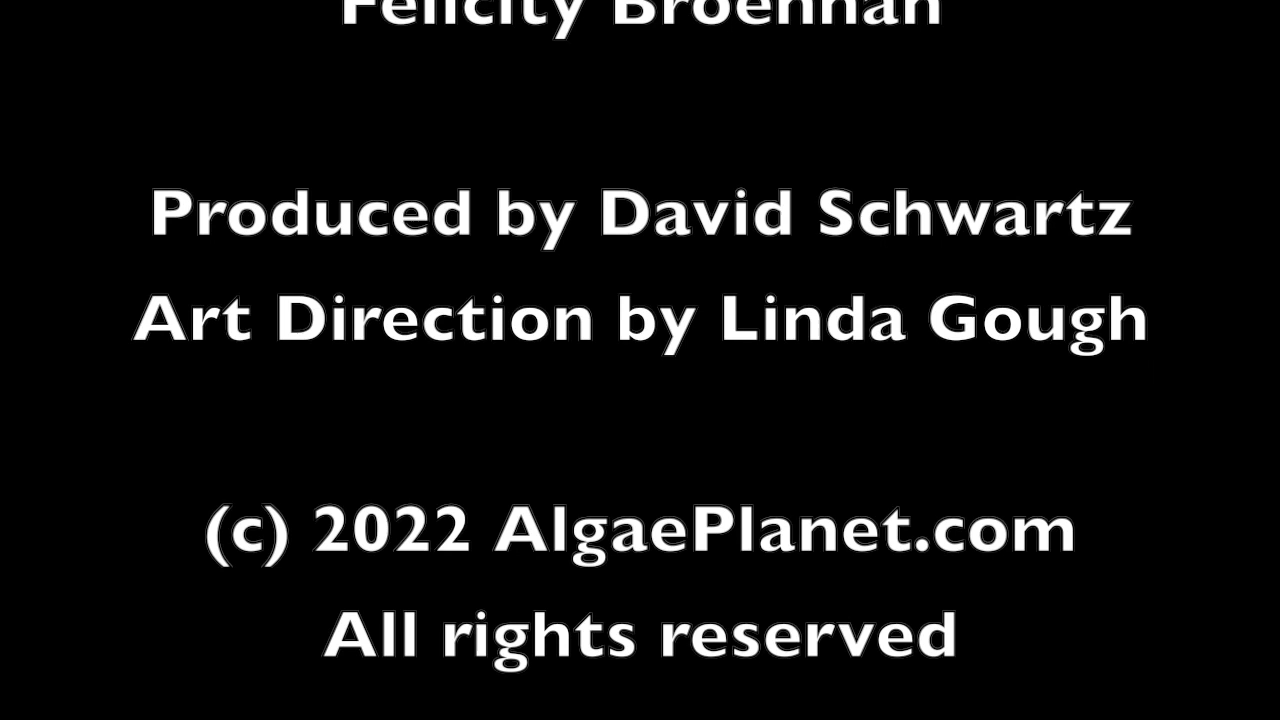 Felicity Broennan
Produced by David Schwartz
Art Direction by Linda Gough
(c) 2022 AlgaePlanet.com
All rights reserved